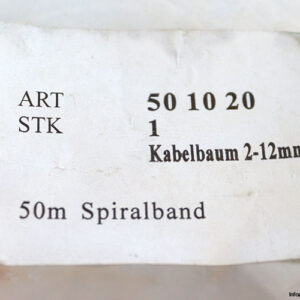 ART 50 10 20
STK 1
Kabelbaum 2-12mm
50m Spiralband